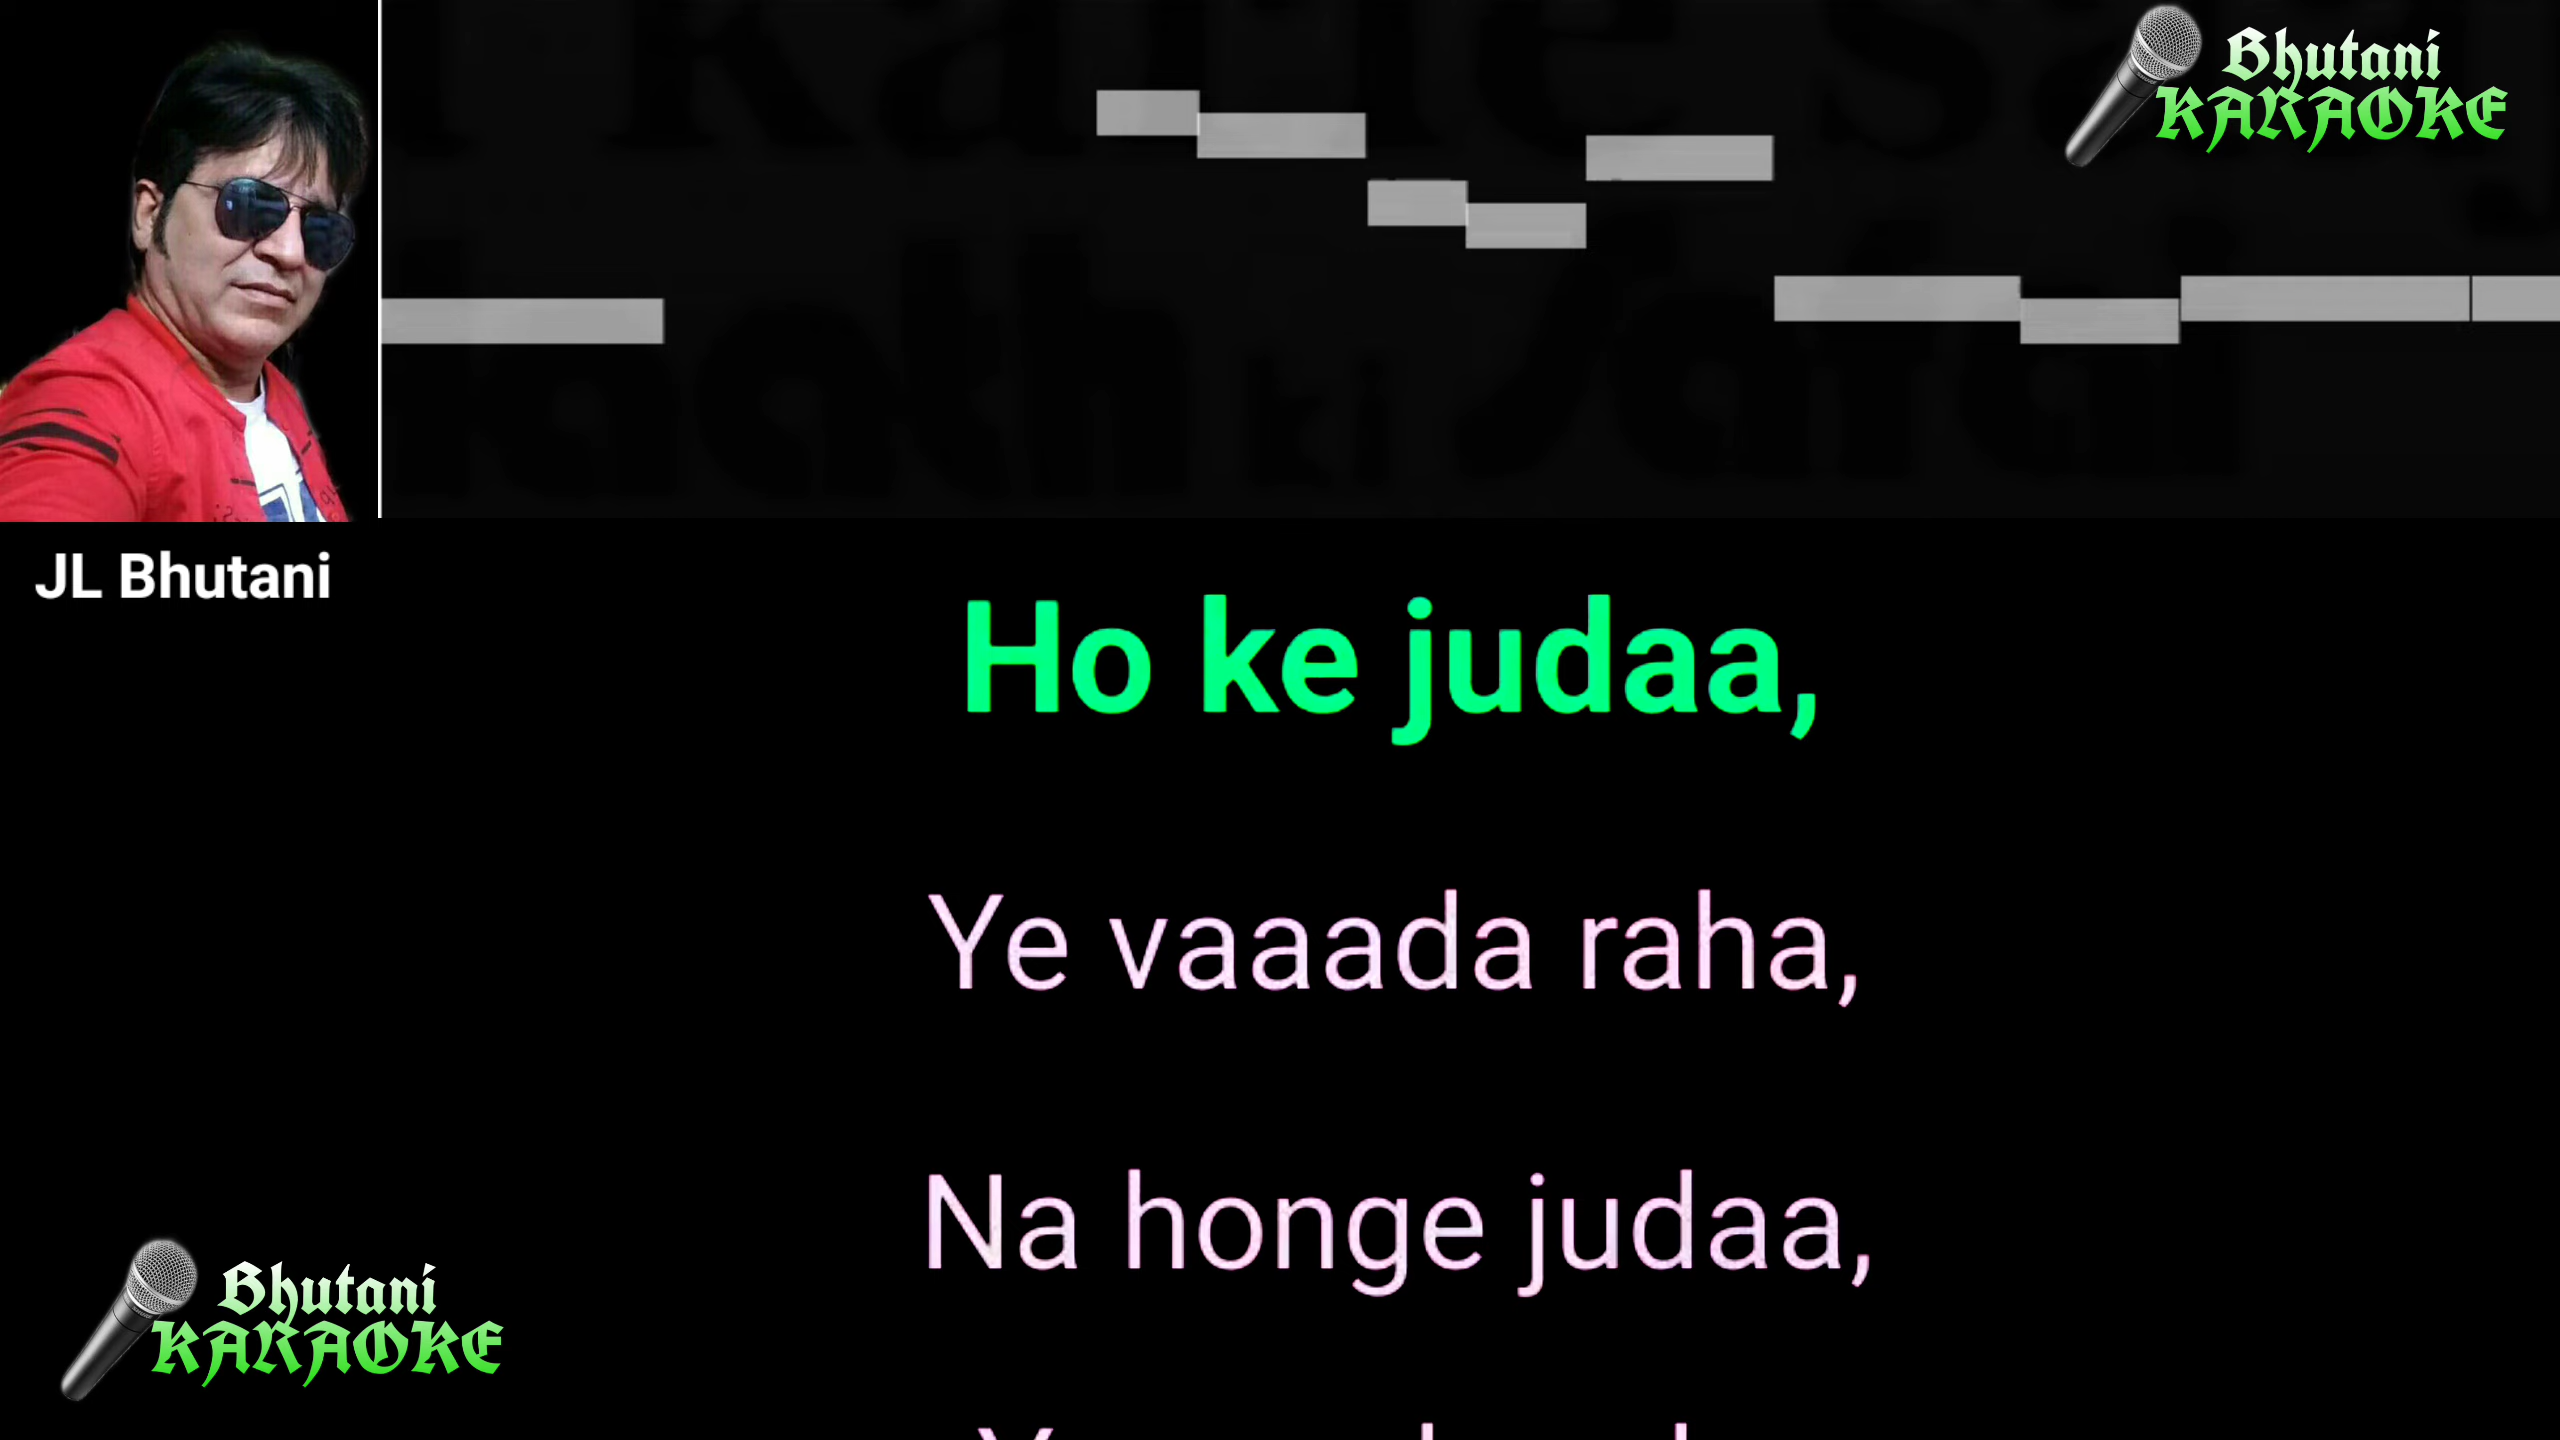 Bhutani
KARAOKE
JL Bhutani
Ho ke judaa,
Ye vaaada raha,
Na honge judaa,
Bhutani
KARAOKE